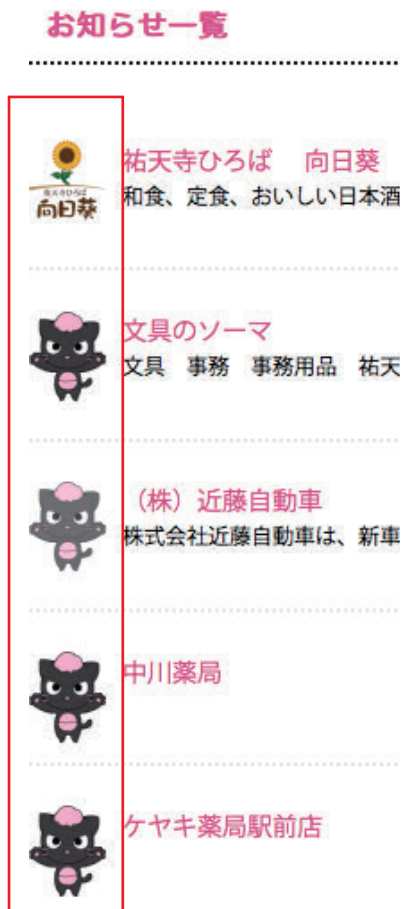 お知らせ一覧
向日葵
祐天寺ひろば　向日葵
和食、定食、おいしい日本酒
文具のソーマ
文具　事務　事務用品　祐天
（株）近藤自動車
株式会社近藤自動車は、新車
中川薬局
ケヤキ薬局駅前店